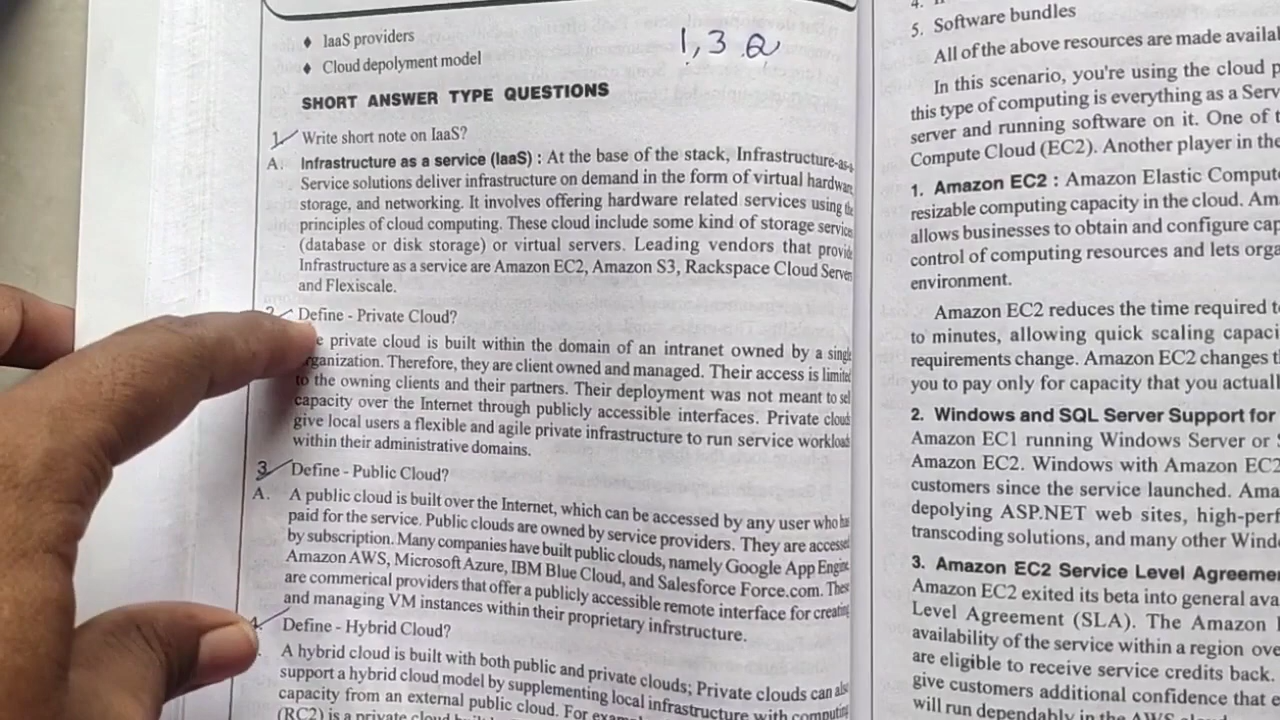 IaaS providers
Cloud depolyment model
1, 3 2
SHORT ANSWER TYPE QUESTIONS
1. Write short note on IaaS?
A. Infrastructure as a service (IaaS) : At the base of the stack, Infrastructure-as-a-
Service solutions deliver infrastructure on demand in the form of virtual hardware,
storage, and networking. It involves offering hardware related services using the
principles of cloud computing. These cloud include some kind of storage services
(database or disk storage) or virtual servers. Leading vendors that provide
Infrastructure as a service are Amazon EC2, Amazon S3, Rackspace Cloud Servers
and Flexiscale.
2. Define - Private Cloud?
private cloud is built within the domain of an intranet owned by a single
organization. Therefore, they are client owned and managed. Their access is limited
to the owning clients and their partners. Their deployment was not meant to sell
capacity over the Internet through publicly accessible interfaces. Private clouds
give local users a flexible and agile private infrastructure to run service workloads
within their administrative domains.
3. Define - Public Cloud?
A. A public cloud is built over the Internet, which can be accessed by any user who has
paid for the service. Public clouds are owned by service providers. They are accessed
by subscription. Many companies have built public clouds, namely Google App Engine,
Amazon AWS, Microsoft Azure, IBM Blue Cloud, and Salesforce Force.com. These
are commerical providers that offer a publicly accessible remote interface for creating
and managing VM instances within their proprietary infrstructure.
4. Define - Hybrid Cloud?
A hybrid cloud is built with both public and private clouds; Private clouds can also
support a hybrid cloud model by supplementing local infrastructure with computing
capacity from an external public cloud. For
(RC2) is a private cloud
4.
5. Software bundles
All of the above resources are made
In this scenario, you're using the cloud
this type of computing is everything as a
server and running software on it. One of
Compute Cloud (EC2). Another player in the
1. Amazon EC2 : Amazon Elastic
resizable computing capacity in the cloud.
allows businesses to obtain and configure
control of computing resources and lets
environment.
Amazon EC2 reduces the time required
to minutes, allowing quick scaling
requirements change. Amazon EC2 changes
you to pay only for capacity that you
2. Windows and SQL Server Support for
Amazon EC1 running Windows Server or
Amazon EC2. Windows with Amazon EC2
customers since the service launched.
depolying ASP.NET web sites,
transcoding solutions, and many other
3. Amazon EC2 Service Level
Amazon EC2 exited its beta into general
Level Agreement (SLA). The Amazon
availability of the service within a region
are eligible to receive service credits back.
give customers additional confidence that
will run dependably in the AWS